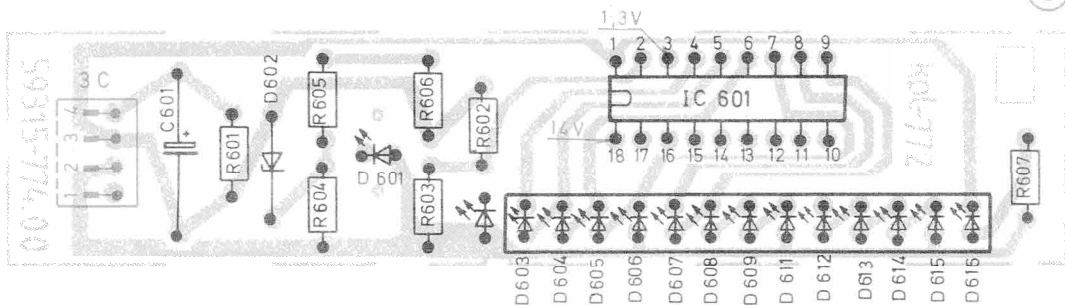 1,3V
1 2 3 4 5 6 7 8 9
IC 601
14V
18 17 16 15 14 13 12 11 10
3 C
4
3
2
1
C601
+
R601
D602
R605
R604
D 601
R606
R603
R602
R607
D603
D604
D605
D606
D607
D608
D609
D611
D612
D613
D614
D615
D616